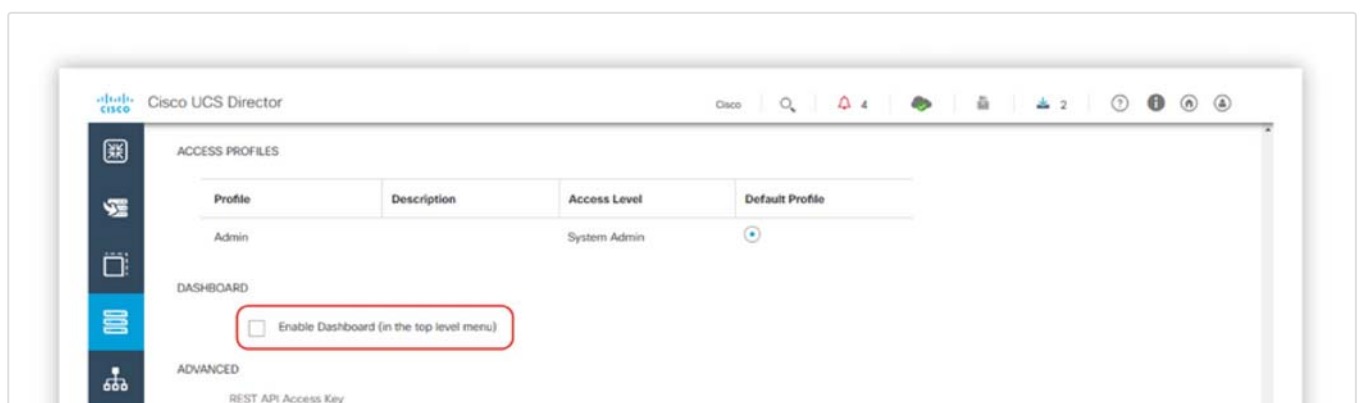 CISCO Cisco UCS Director Cisco 4 2
ACCESS PROFILES
Profile Description Access Level Default Profile
Admin System Admin
DASHBOARD
Enable Dashboard (in the top level menu)
ADVANCED
REST API Access Key